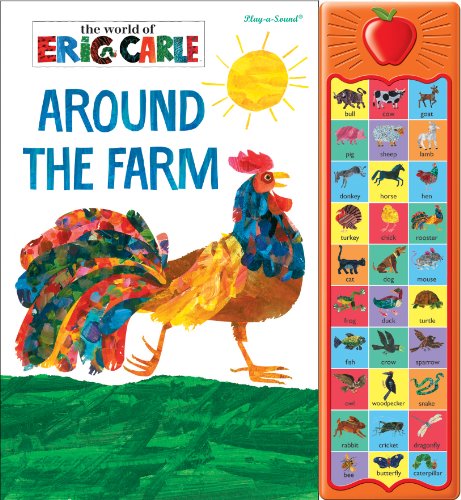 the world of
ERIC CARLE
Play-a-Sound®
AROUND
THE FARM
bull cow goat
pig sheep lamb
donkey horse hen
turkey chick rooster
cat dog mouse
frog duck turtle
fish crow sparrow
owl woodpecker snake
rabbit cricket dragonfly
bee butterfly caterpillar